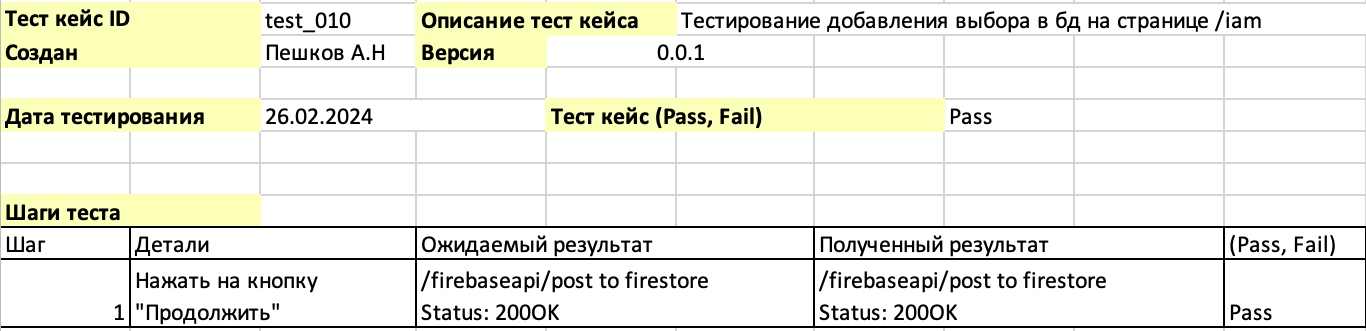 Тест кейс ID test_010 Описание тест кейса Тестирование добавления выбора в бд на странице /iam
Создан Пешков А.Н Версия 0.0.1
Дата тестирования 26.02.2024 Тест кейс (Pass, Fail) Pass
Шаги теста
Шаг Детали Ожидаемый результат Полученный результат (Pass, Fail)
Нажать на кнопку /firebaseapi/post to firestore /firebaseapi/post to firestore
1 "Продолжить" Status: 200OK Status: 200OK Pass